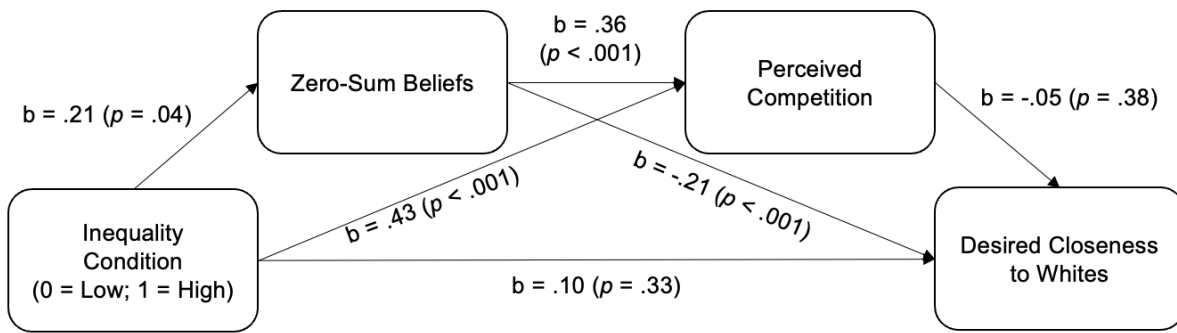 b = .36
(p < .001)
Zero-Sum Beliefs
Perceived
Competition
b = .21 (p = .04)
b = -.05 (p = .38)
b = .43 (p < .001)
b = -.21 (p < .001)
Inequality
Condition
(0 = Low; 1 = High)
Desired Closeness
to Whites
b = .10 (p = .33)